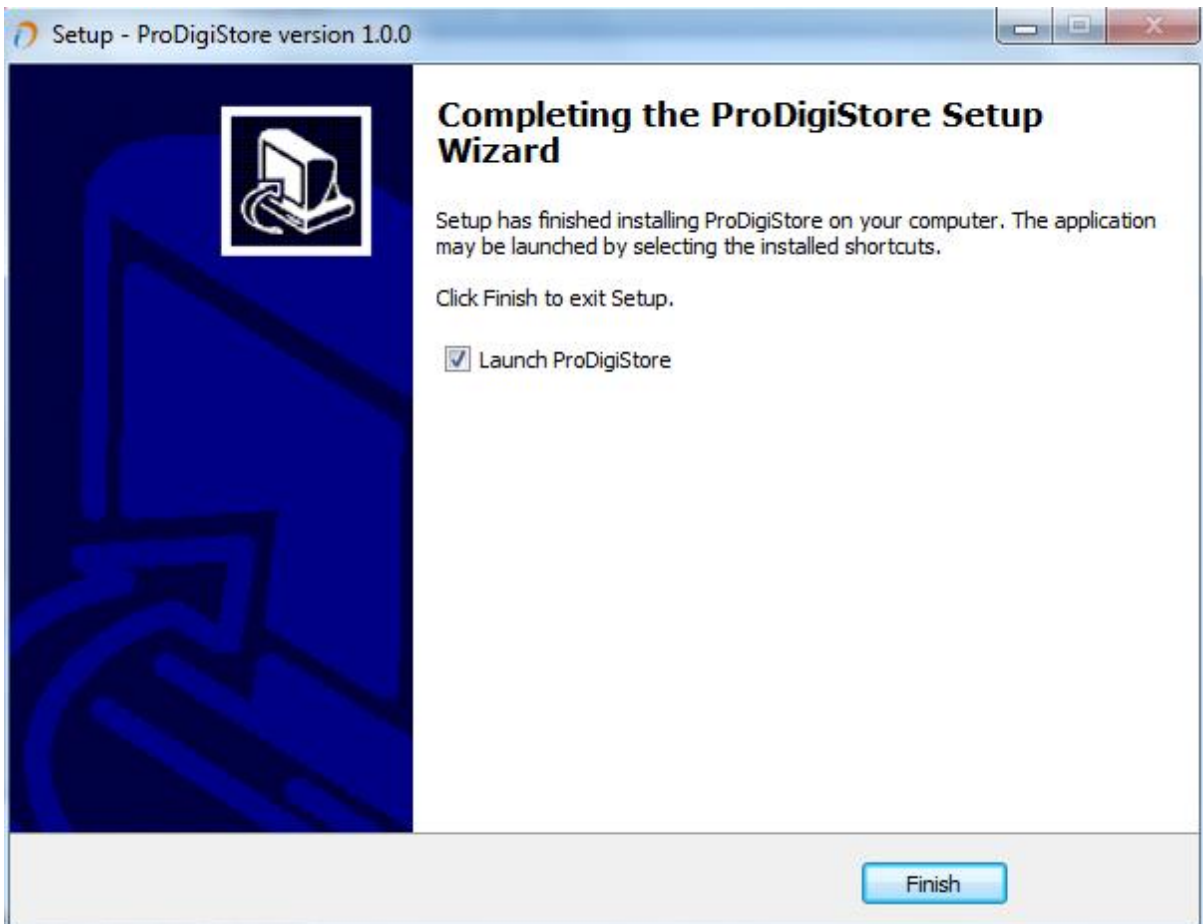 Setup - ProDigiStore version 1.0.0
Completing the ProDigiStore Setup
Wizard
Setup has finished installing ProDigiStore on your computer. The application
may be launched by selecting the installed shortcuts.
Click Finish to exit Setup.
Launch ProDigiStore
Finish